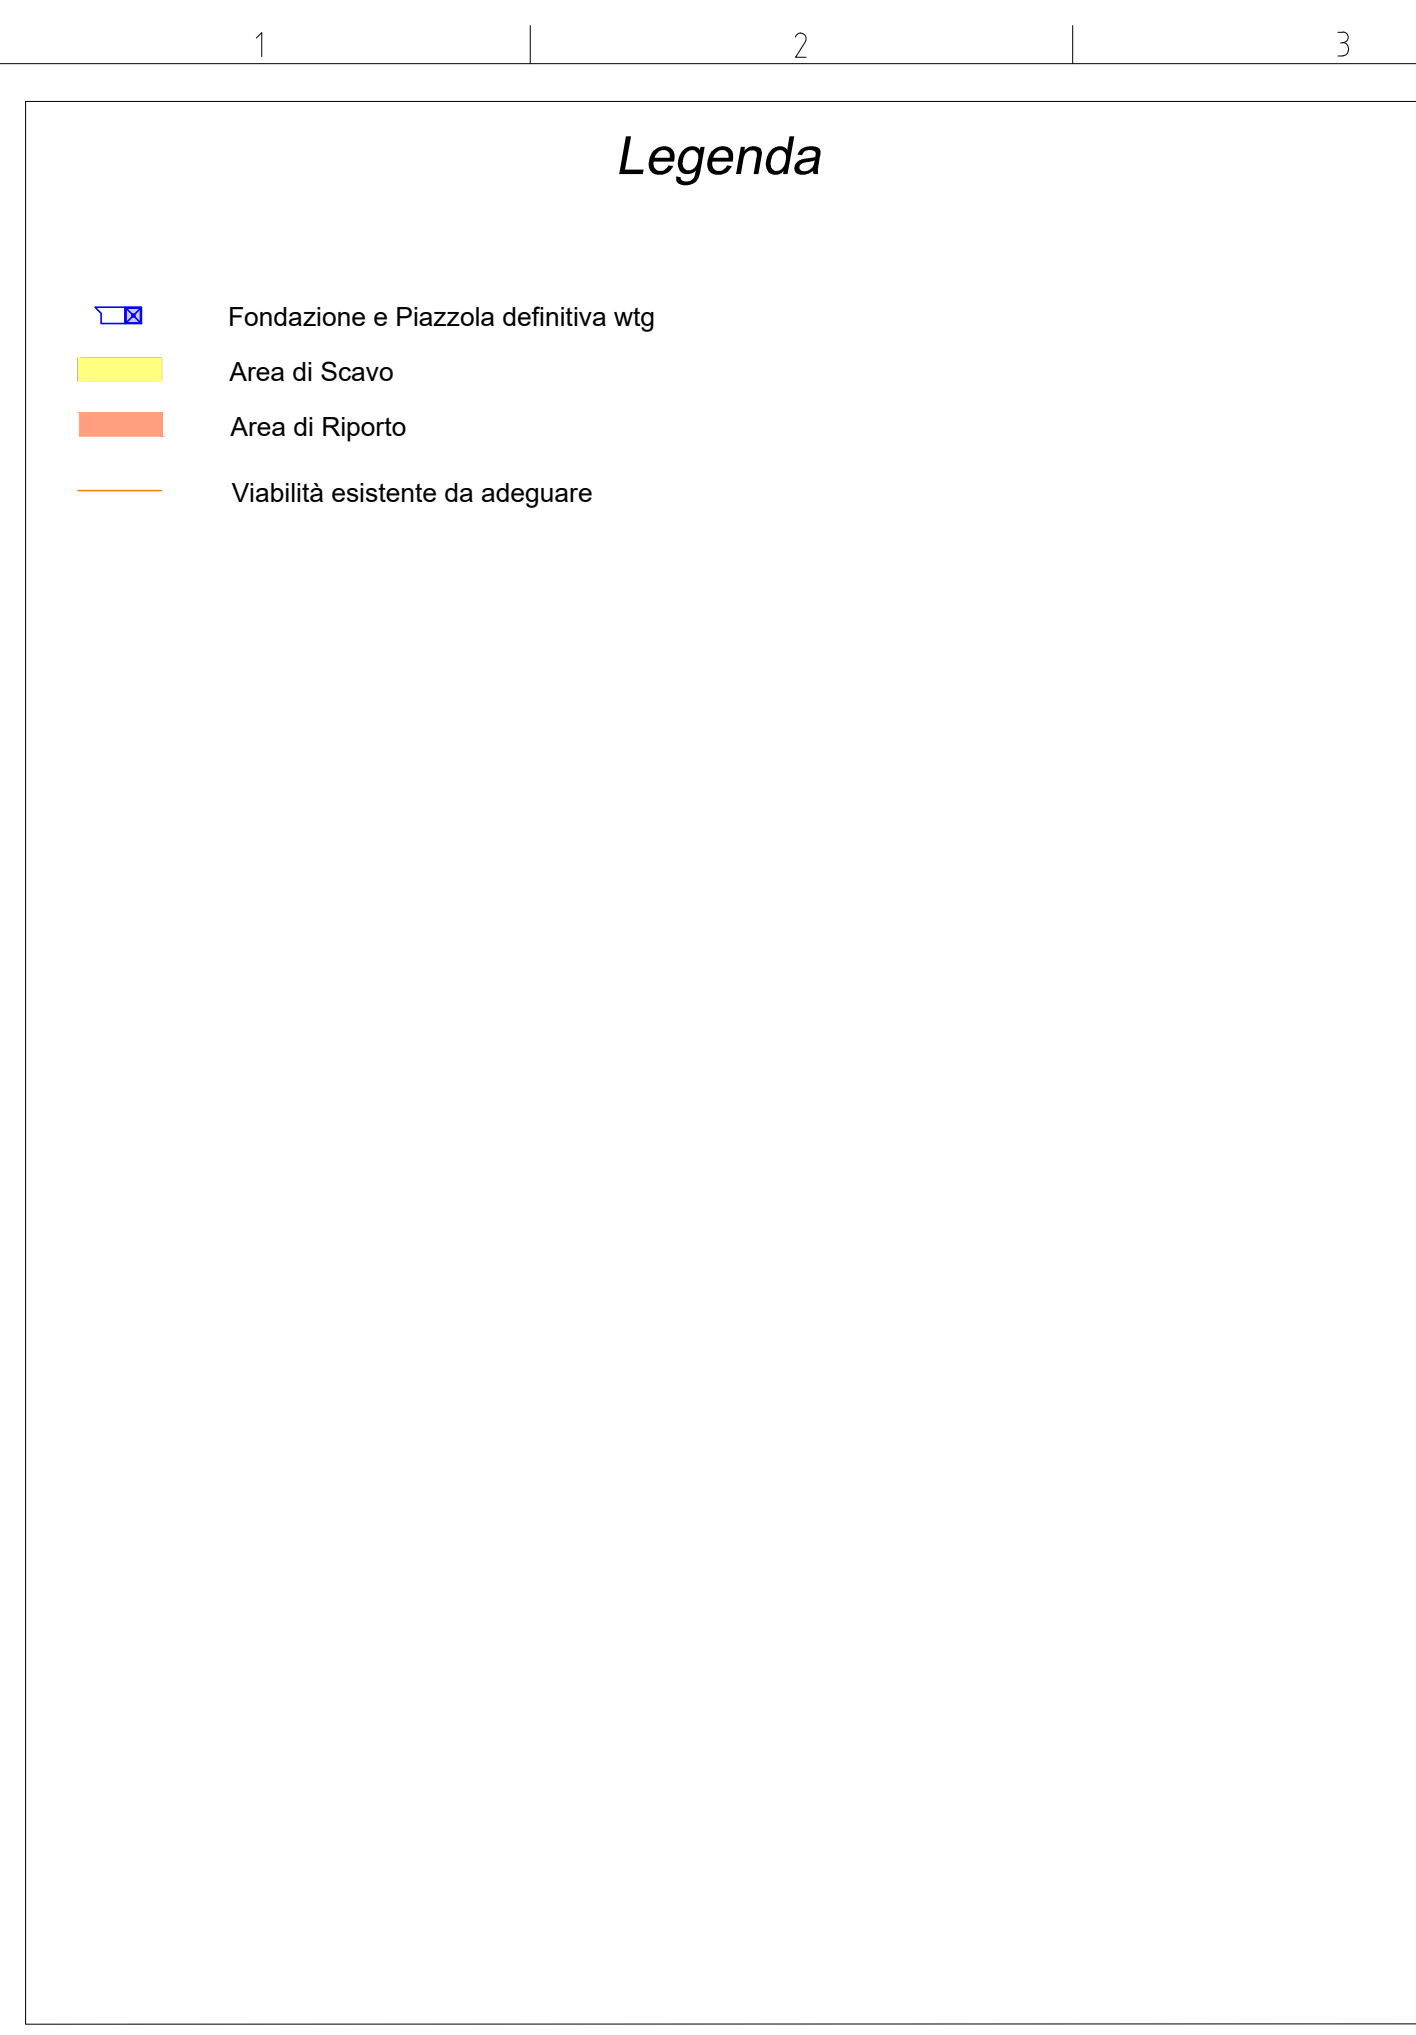 1 2 3
Legenda
Fondazione e Piazzola definitiva wtg
Area di Scavo
Area di Riporto
Viabilità esistente da adeguare